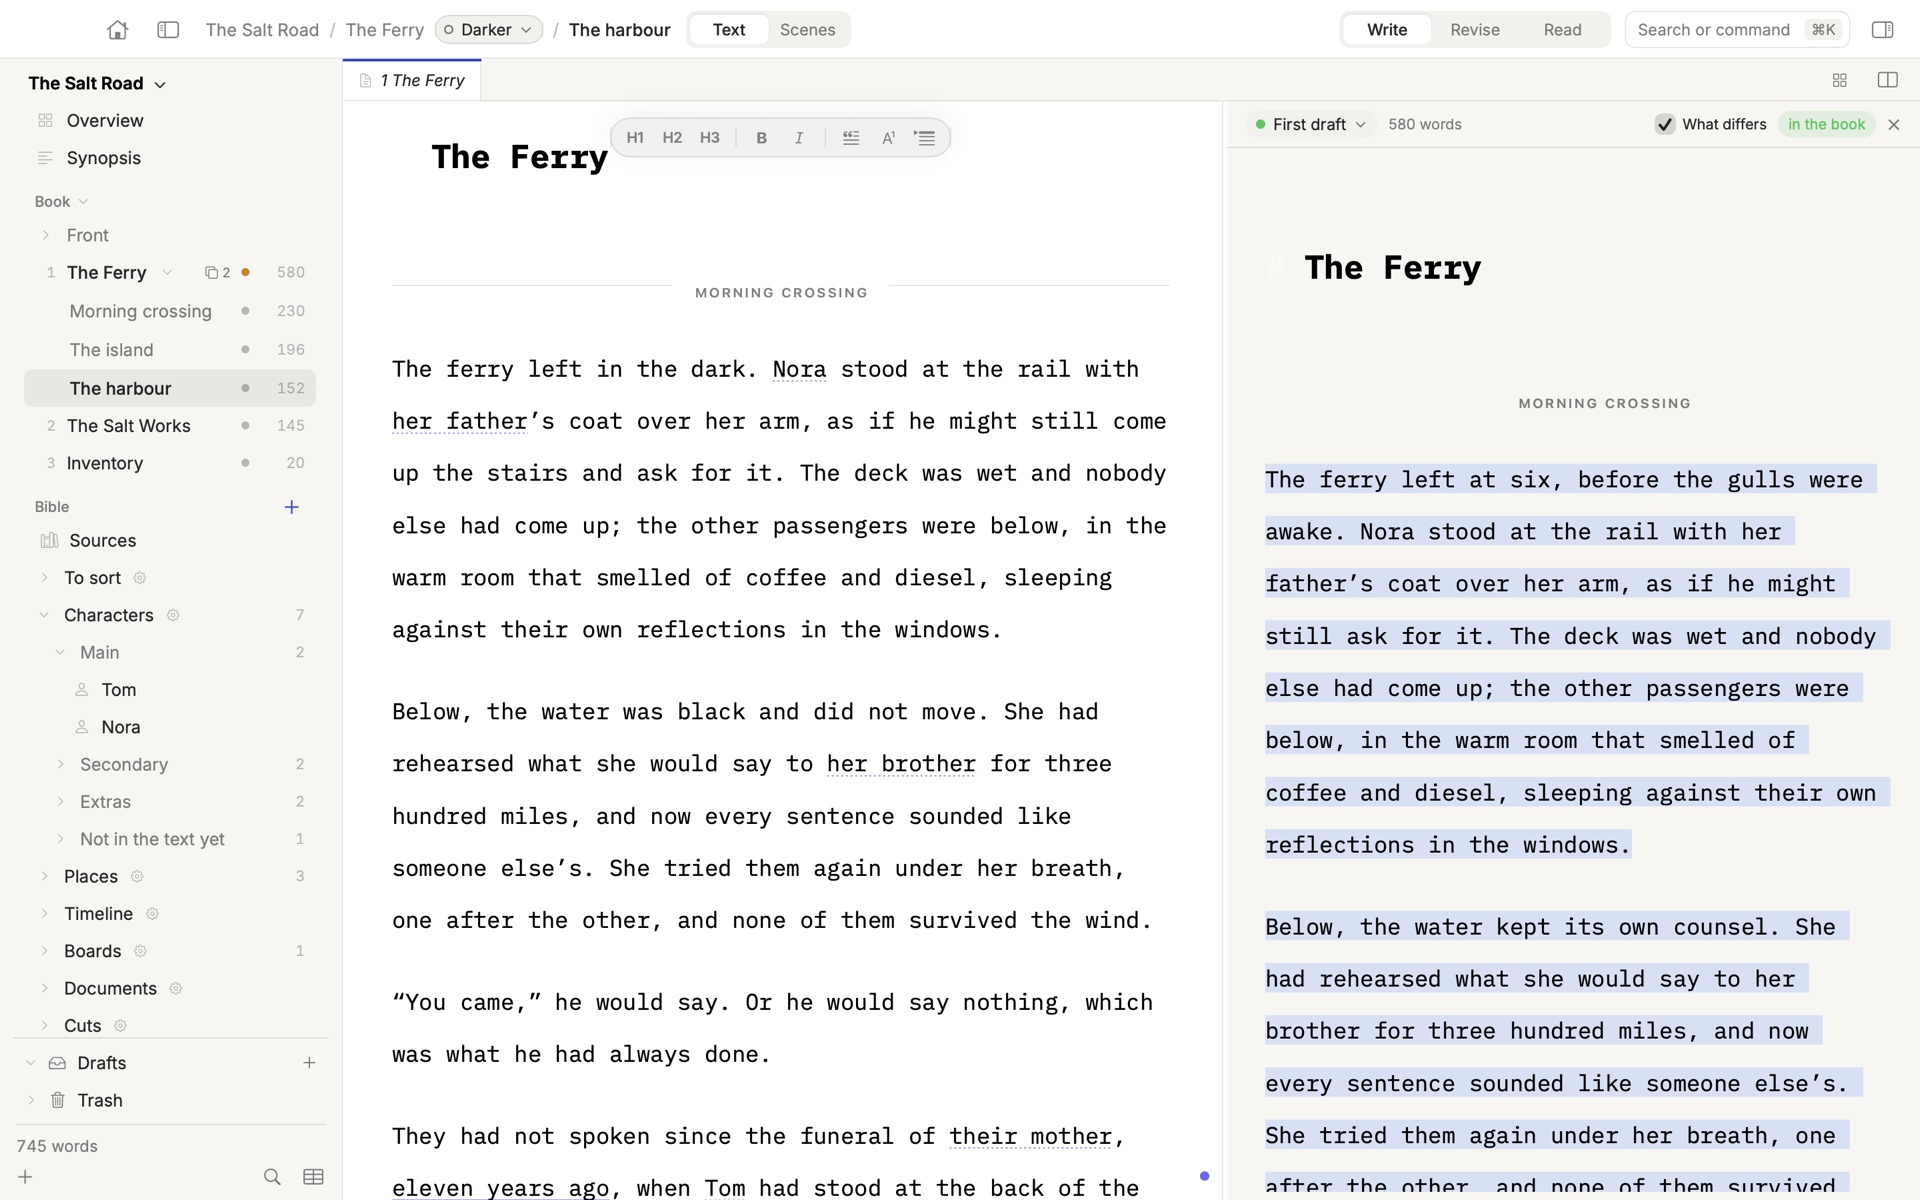 The Salt Road / The Ferry Darker / The harbour Text Scenes Write Revise Read Search or command ⌘K
The Salt Road
Overview
Synopsis
Book
Front
1 The Ferry 2 580
Morning crossing 230
The island 196
The harbour 152
2 The Salt Works 145
3 Inventory 20
Bible
Sources
To sort
Characters 7
Main 2
Tom
Nora
Secondary 2
Extras 2
Not in the text yet 1
Places 3
Timeline
Boards 1
Documents
Cuts
Drafts
Trash
745 words
1 The Ferry
H1 H2 H3 B I A1
The Ferry
MORNING CROSSING
The ferry left in the dark. Nora stood at the rail with
her father’s coat over her arm, as if he might still come
up the stairs and ask for it. The deck was wet and nobody
else had come up; the other passengers were below, in the
warm room that smelled of coffee and diesel, sleeping
against their own reflections in the windows.
Below, the water was black and did not move. She had
rehearsed what she would say to her brother for three
hundred miles, and now every sentence sounded like
someone else’s. She tried them again under her breath,
one after the other, and none of them survived the wind.
“You came,” he would say. Or he would say nothing, which
was what he had always done.
They had not spoken since the funeral of their mother,
eleven years ago, when Tom had stood at the back of the
First draft 580 words What differs in the book
# The Ferry
MORNING CROSSING
The ferry left at six, before the gulls were
awake. Nora stood at the rail with her
father’s coat over her arm, as if he might
still ask for it. The deck was wet and nobody
else had come up; the other passengers were
below, in the warm room that smelled of
coffee and diesel, sleeping against their own
reflections in the windows.
Below, the water kept its own counsel. She
had rehearsed what she would say to her
brother for three hundred miles, and now
every sentence sounded like someone else’s.
She tried them again under her breath, one
after the other, and none of them survived